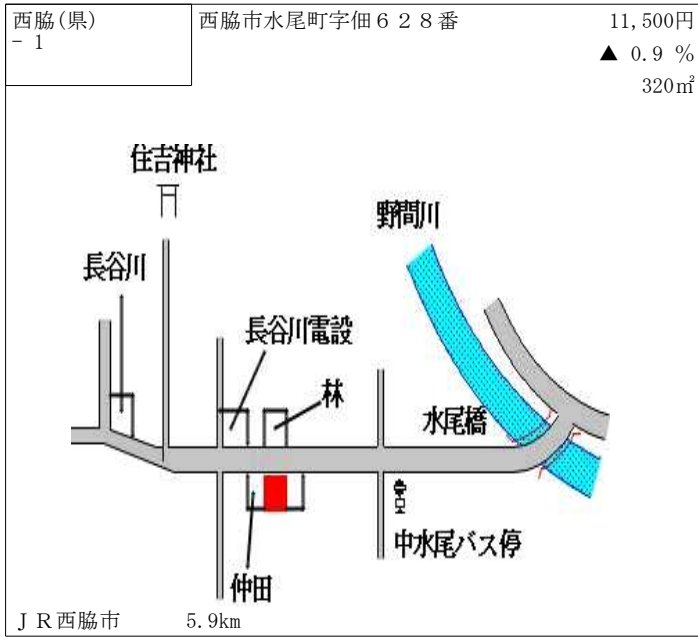 西脇(県)
- 1
西脇市水尾町字佃６２８番
11,500円
▲ 0.9 %
320㎡
住吉神社
野間川
長谷川
長谷川電設
林
水尾橋
中水尾バス停
仲田
ＪＲ西脇市 5.9km